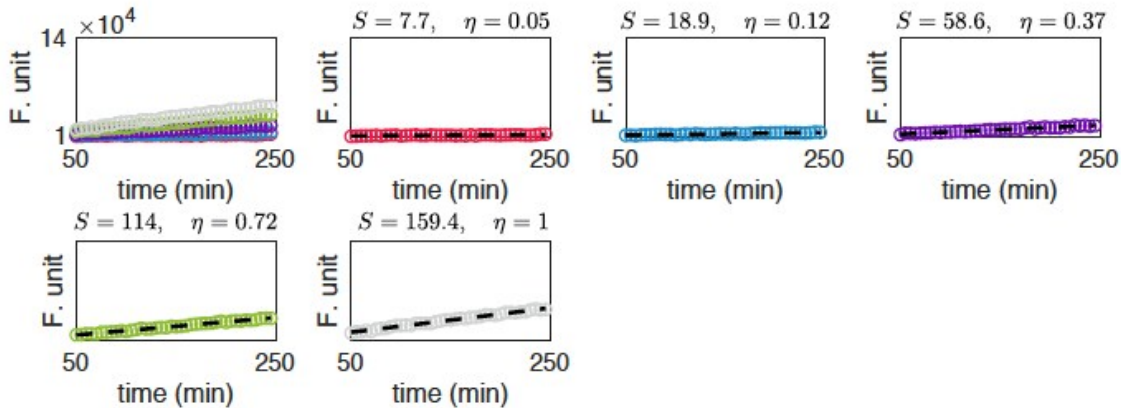 ×10⁴
14
F. unit
1
50
250
time (min)
S = 7.7, η = 0.05
F. unit
50
250
time (min)
S = 18.9, η = 0.12
F. unit
50
250
time (min)
S = 58.6, η = 0.37
F. unit
50
250
time (min)
S = 114, η = 0.72
F. unit
50
250
time (min)
S = 159.4, η = 1
F. unit
50
250
time (min)